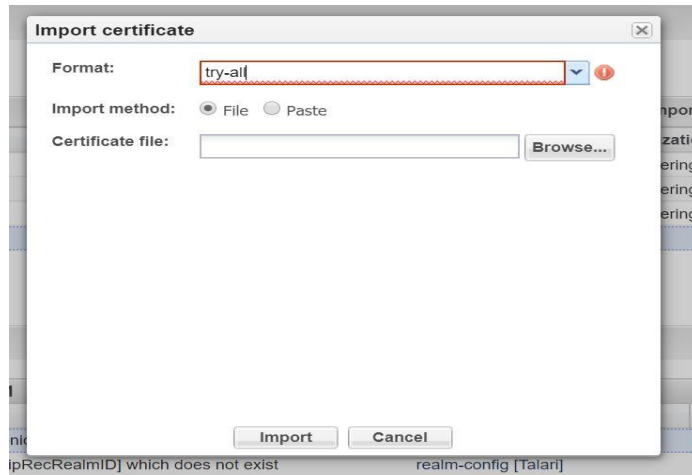 Import certificate
Format:
try-all
Import method:
File
Paste
Certificate file:
Browse...
Import
Cancel
ipRecRealmID] which does not exist
realm-config [Talari]